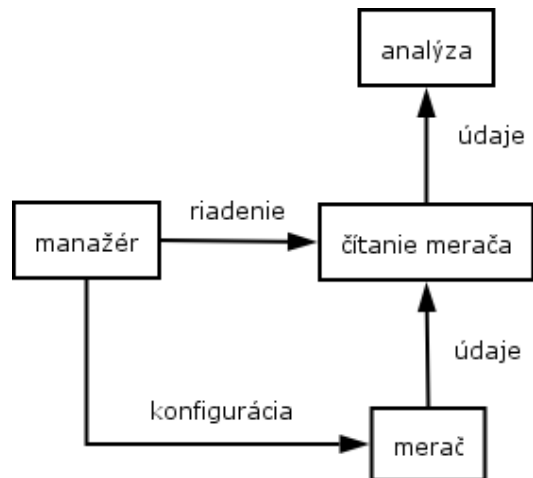 analýza
údaje
riadenie
manažér
čítanie merača
údaje
konfigurácia
merač